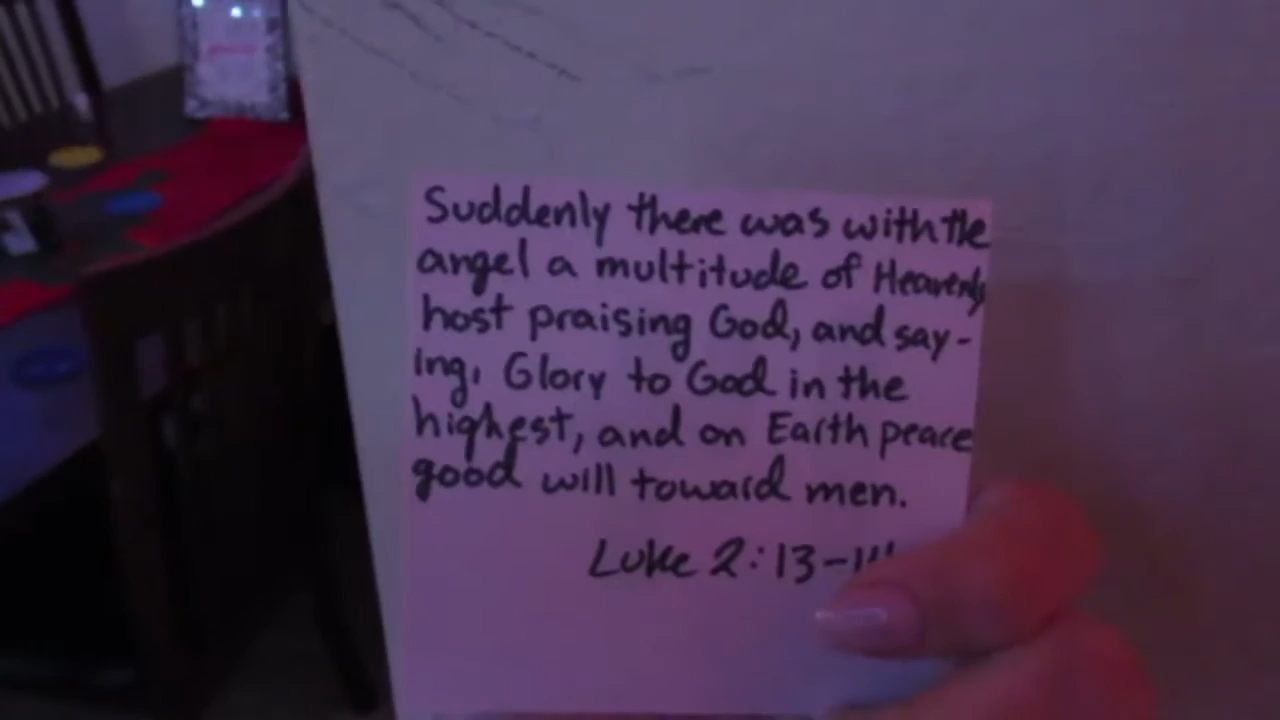 Suddenly there was with the
angel a multitude of Heavenly
host praising God, and say-
ing, Glory to God in the
highest, and on Earth peace
good will toward men.
Luke 2:13-14